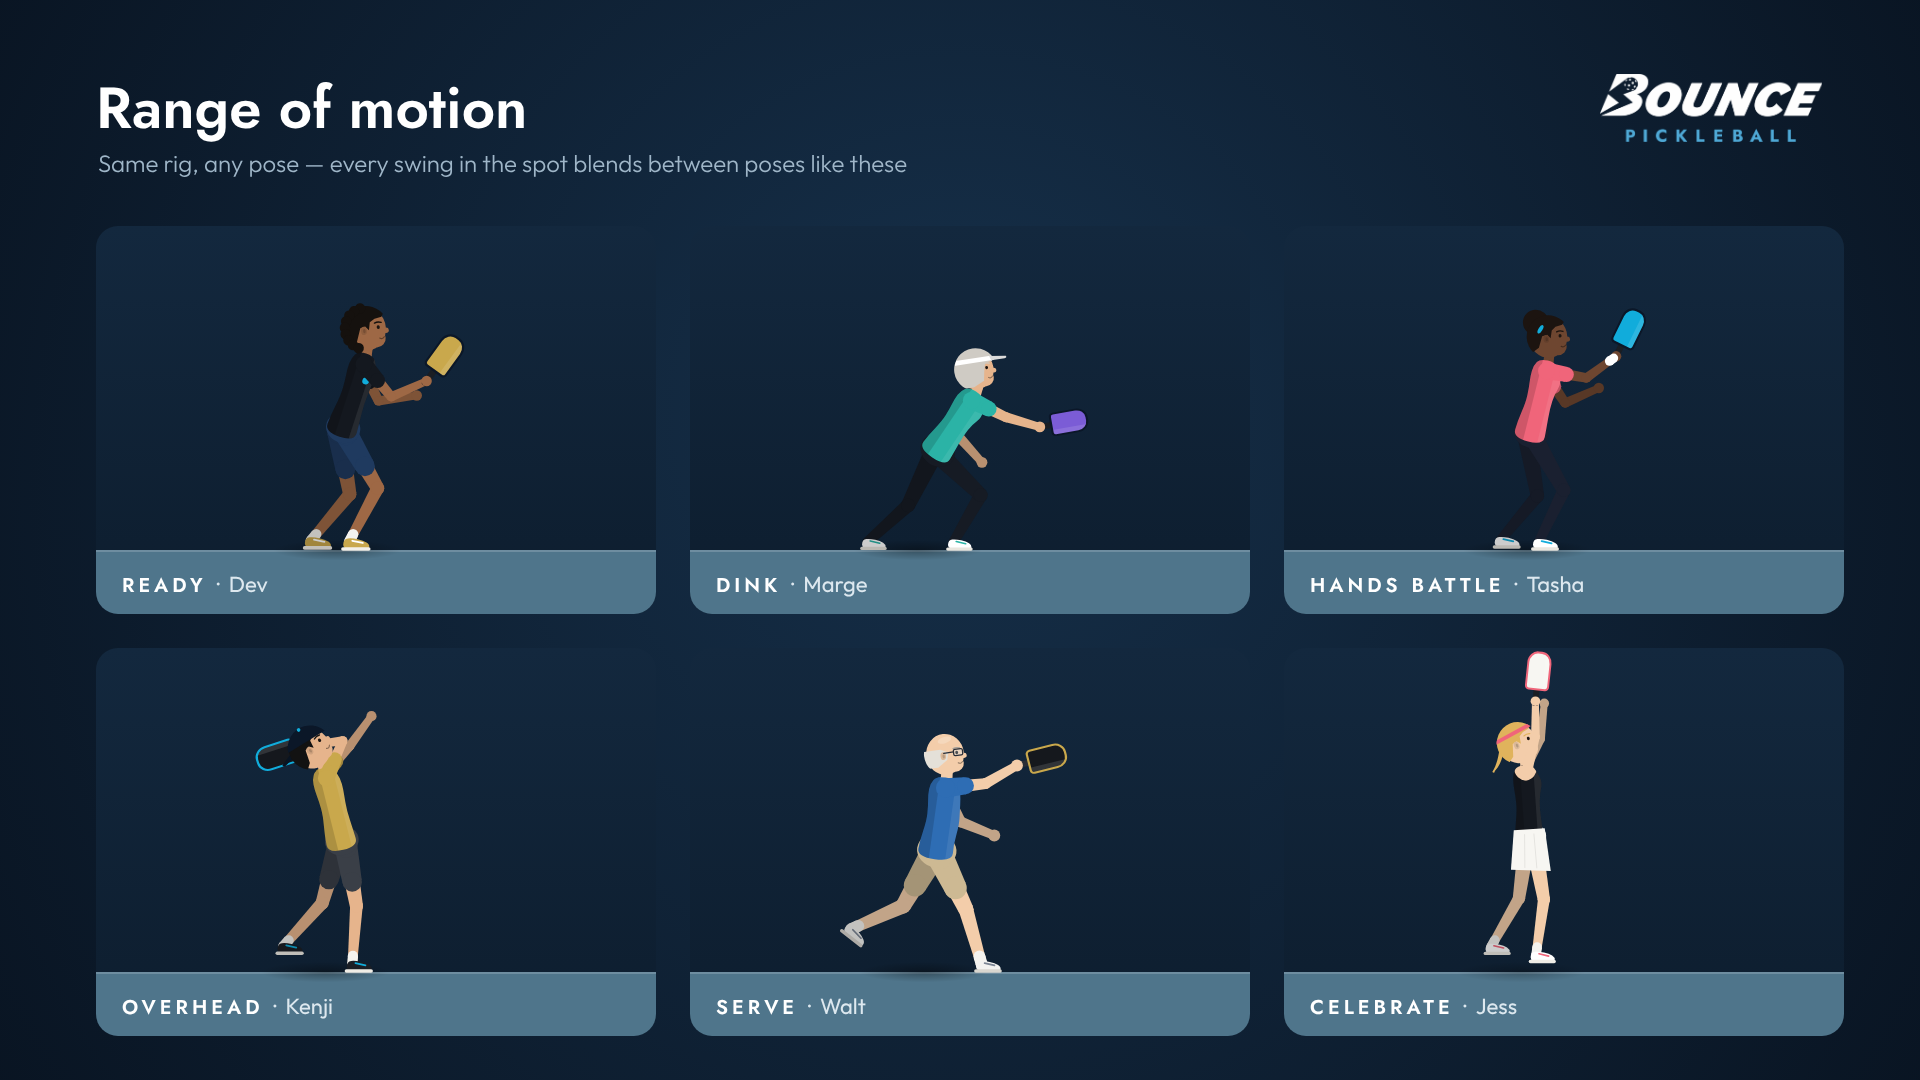 Range of motion
BOUNCE
PICKLEBALL
Same rig, any pose — every swing in the spot blends between poses like these
READY · Dev
DINK · Marge
HANDS BATTLE · Tasha
OVERHEAD · Kenji
SERVE · Walt
CELEBRATE · Jess